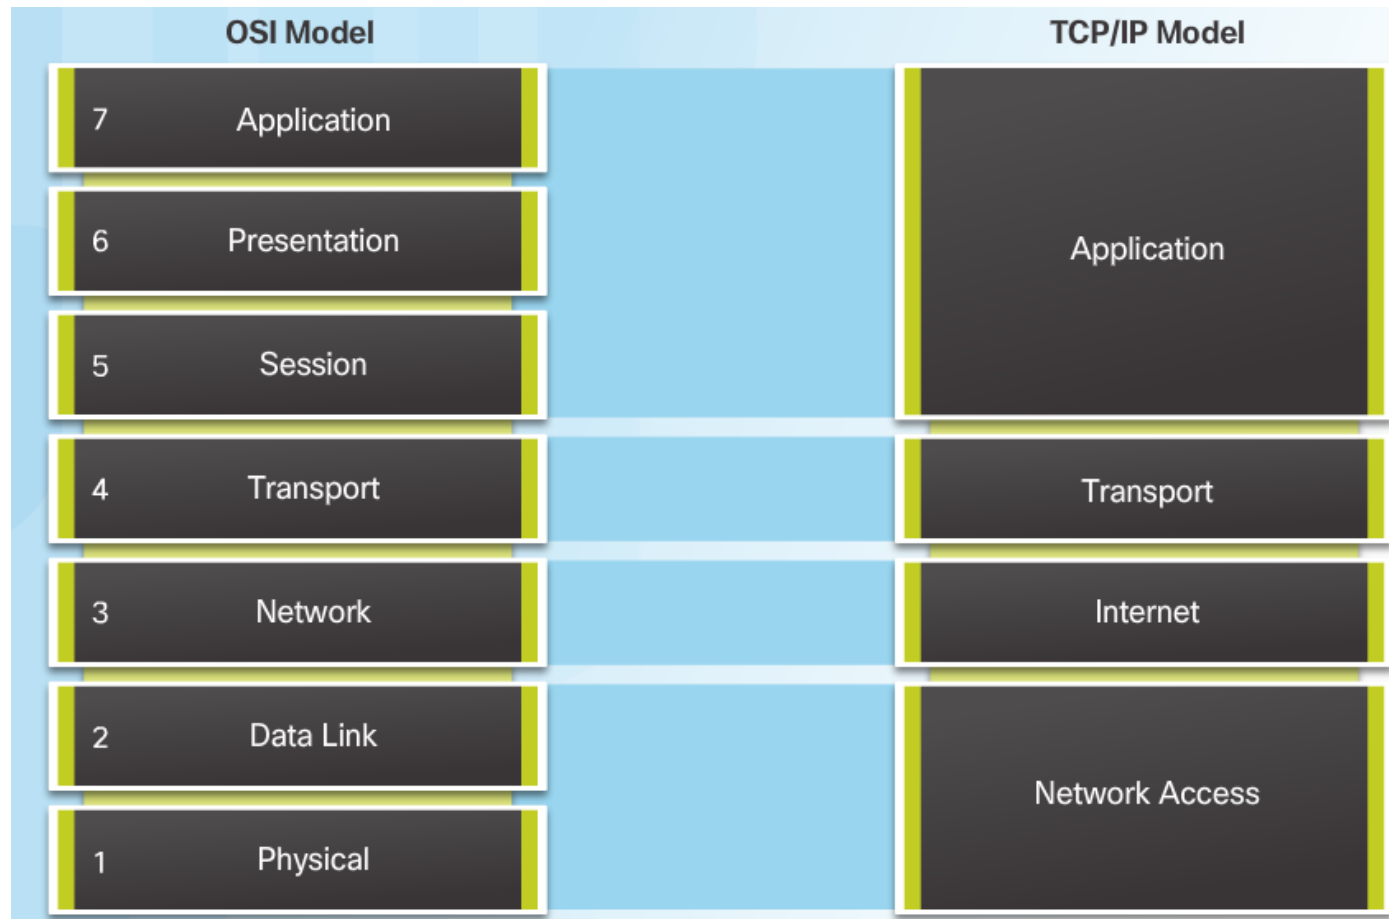 OSI Model
TCP/IP Model
7 Application
6 Presentation
5 Session
4 Transport
3 Network
2 Data Link
1 Physical
Application
Transport
Internet
Network Access